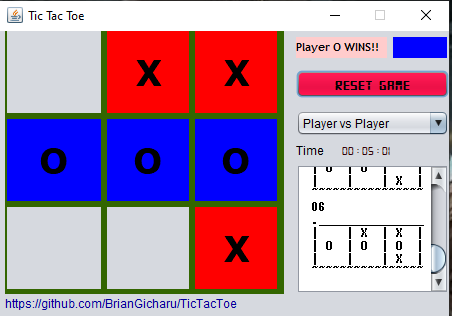 Tic Tac Toe
X X
O O O
X
Player O WINS!!
RESET GAME
Player vs Player
Time 00:05:01
| O | O | |
| | | X |
06
| | X | X |
| O | O | O |
| | | X |
https://github.com/BrianGicharu/TicTacToe